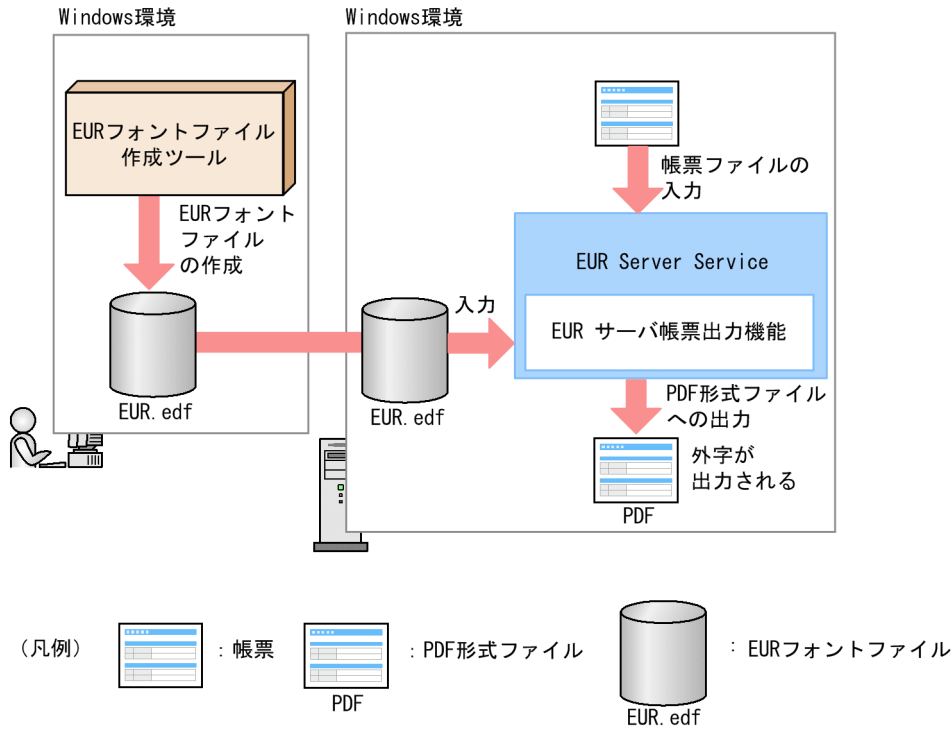 Windows環境
Windows環境
EURフォントファイル
作成ツール
EURフォント
ファイル
の作成
EUR.edf
帳票ファイルの
入力
EUR Server Service
EUR サーバ帳票出力機能
入力
EUR.edf
PDF形式ファイル
への出力
外字が
出力される
PDF
(凡例)
:帳票
PDF
:PDF形式ファイル
EUR.edf
:EURフォントファイル